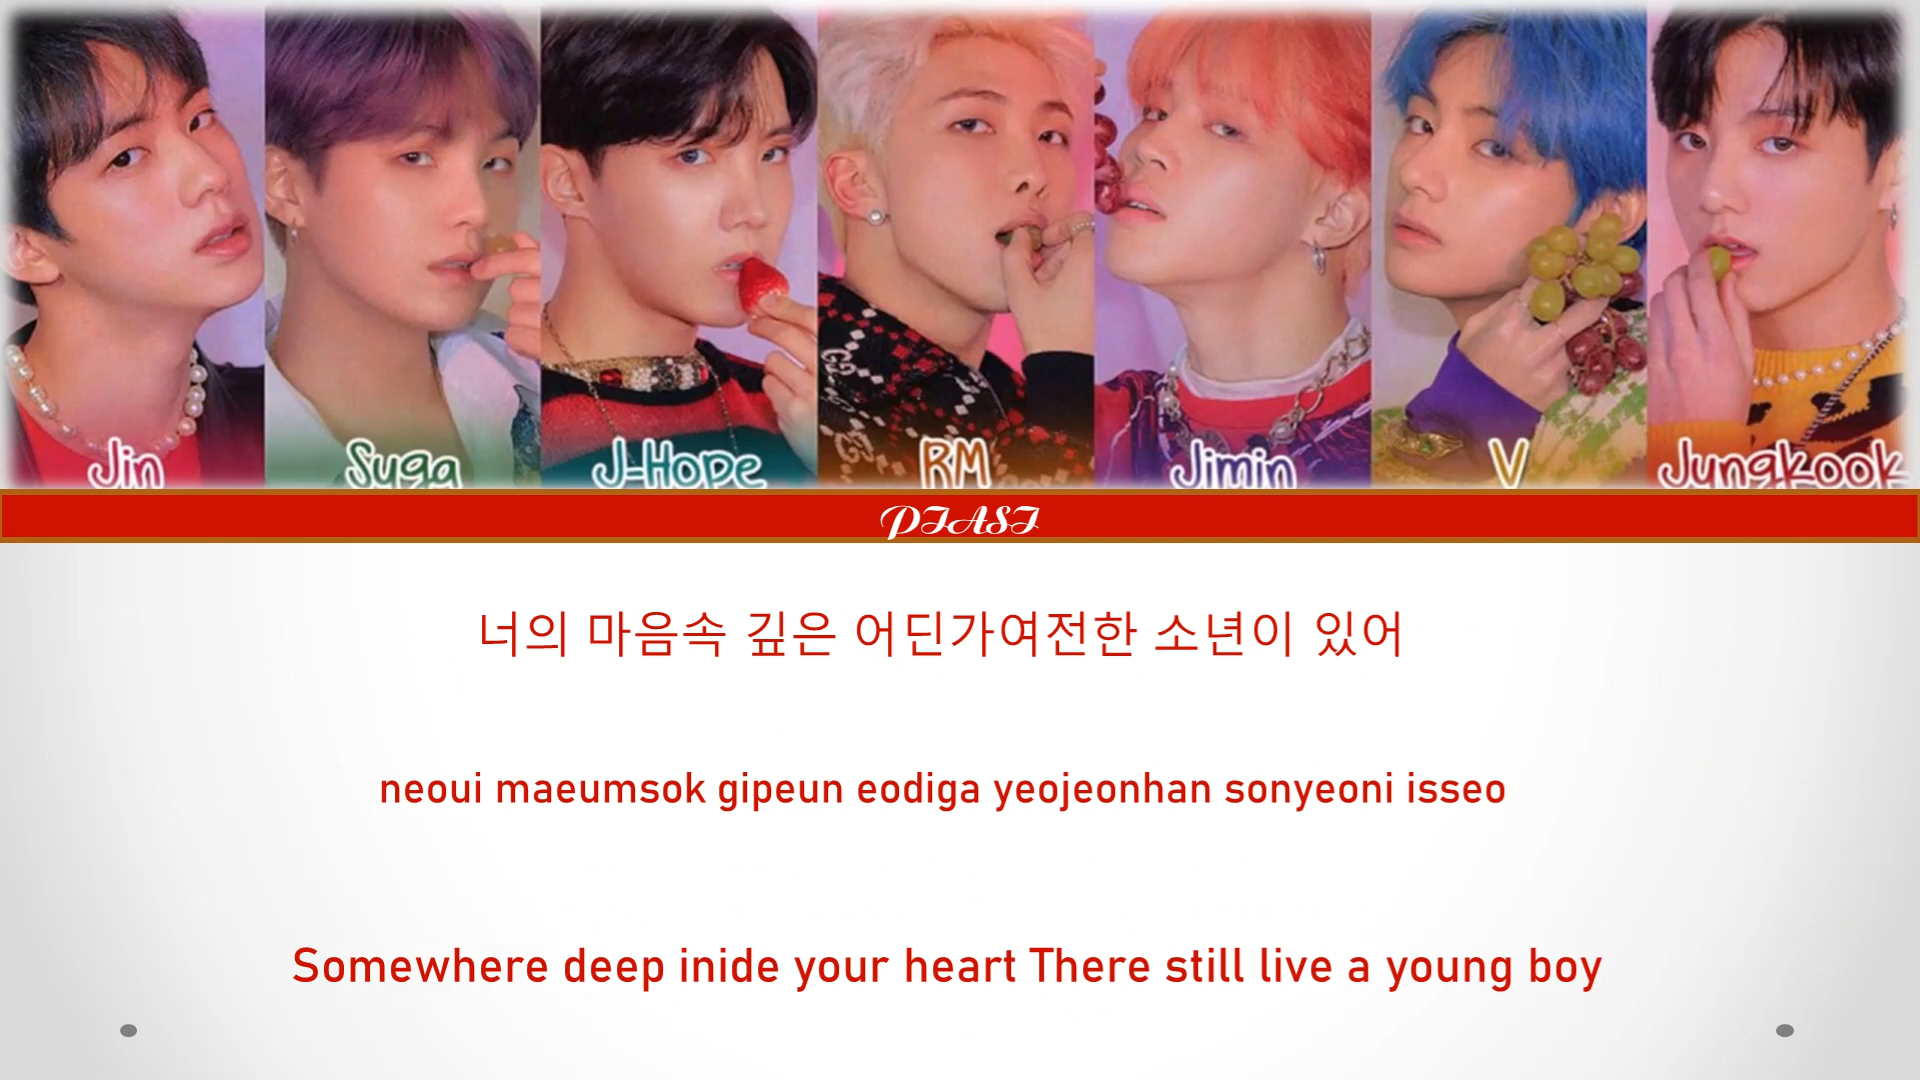 Jin Suga J-Hope RM Jimin V Jungkook
PIASI
너의 마음속 깊은 어딘가여전한 소년이 있어
neoui maeumsok gipeun eodiga yeojeonhan sonyeoni isseo
Somewhere deep inide your heart There still live a young boy